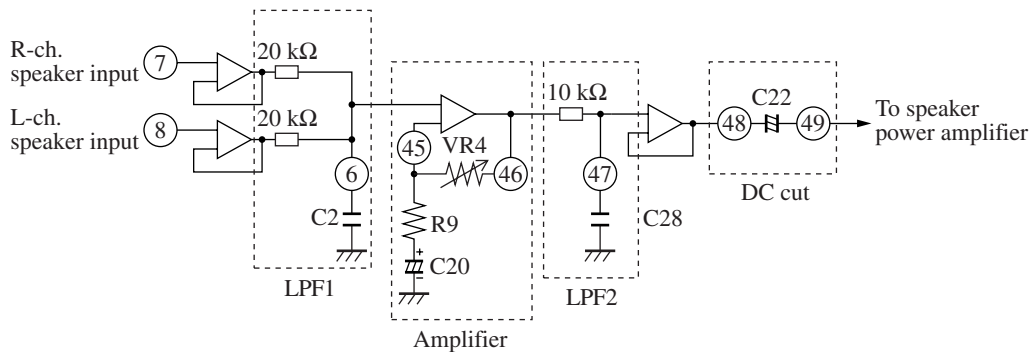 R-ch.
speaker input
7
20 kΩ
L-ch.
speaker input
8
20 kΩ
6
C2
LPF1
45
VR4
46
R9
+
C20
−
Amplifier
10 kΩ
47
C28
LPF2
48
C22
49
DC cut
To speaker
power amplifier